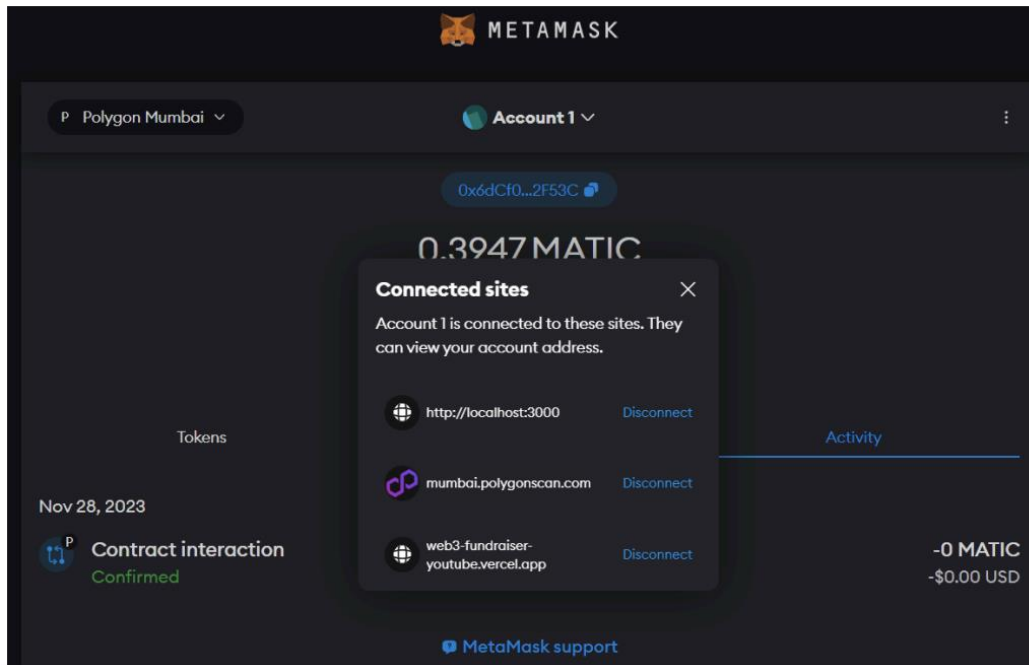 METAMASK
P Polygon Mumbai
Account 1
0x6dCf0...2F53C
0.3947 MATIC
Connected sites
Account 1 is connected to these sites. They
can view your account address.
http://localhost:3000 Disconnect
Tokens
Activity
mumbai.polygonscan.com Disconnect
Nov 28, 2023
web3-fundraiser-
youtube.vercel.app
Disconnect
P
Contract interaction
Confirmed
-0 MATIC
-$0.00 USD
MetaMask support